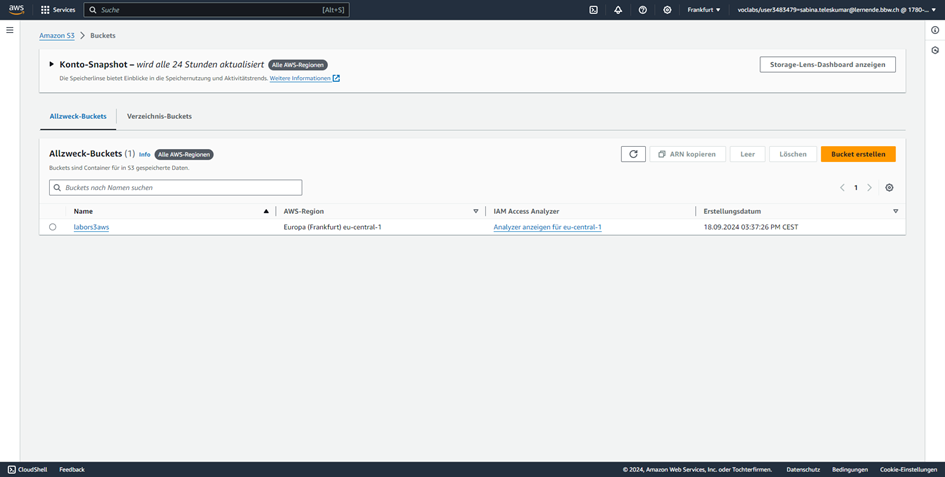 aws Services Suche [Alt+S] Frankfurt voclabs/user3483479=sabina.teleskumar@lernende.bbw.ch @ 1780-...
Amazon S3 > Buckets
Konto-Snapshot – wird alle 24 Stunden aktualisiert Alle AWS-Regionen
Storage-Lens-Dashboard anzeigen
Die Speicherlinse bietet Einblicke in die Speichernutzung und Aktivitätstrends. Weitere Informationen
Allzweck-Buckets Verzeichnis-Buckets
Allzweck-Buckets (1) Info Alle AWS-Regionen
ARN kopieren Leer Löschen Bucket erstellen
Buckets sind Container für in S3 gespeicherte Daten.
Buckets nach Namen suchen
1
Name AWS-Region IAM Access Analyzer Erstellungsdatum
labors3aws Europa (Frankfurt) eu-central-1 Analyzer anzeigen für eu-central-1 18.09.2024 03:37:26 PM CEST
CloudShell Feedback © 2024, Amazon Web Services, Inc. oder Tochterfirmen. Datenschutz Bedingungen Cookie-Einstellungen